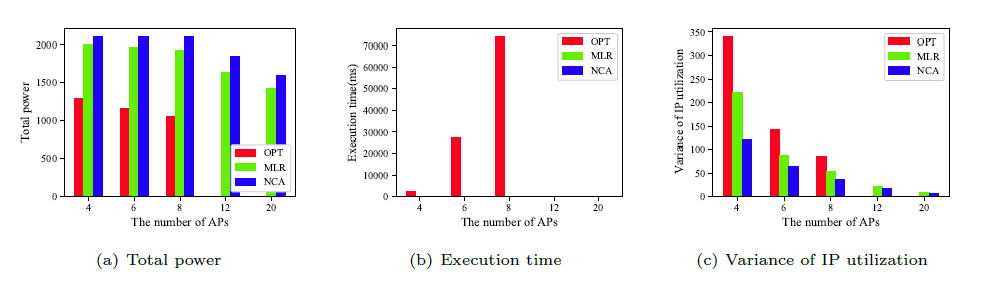 2000
1500
1000
500
0
Total power
OPT
MLR
NCA
4 6 8 12 20
The number of APs
(a) Total power
70000
60000
50000
40000
30000
20000
10000
0
Execution time(ms)
OPT
MLR
NCA
4 6 8 12 20
The number of APs
(b) Execution time
350
300
250
200
150
100
50
0
Variance of IP utilization
OPT
MLR
NCA
4 6 8 12 20
The number of APs
(c) Variance of IP utilization